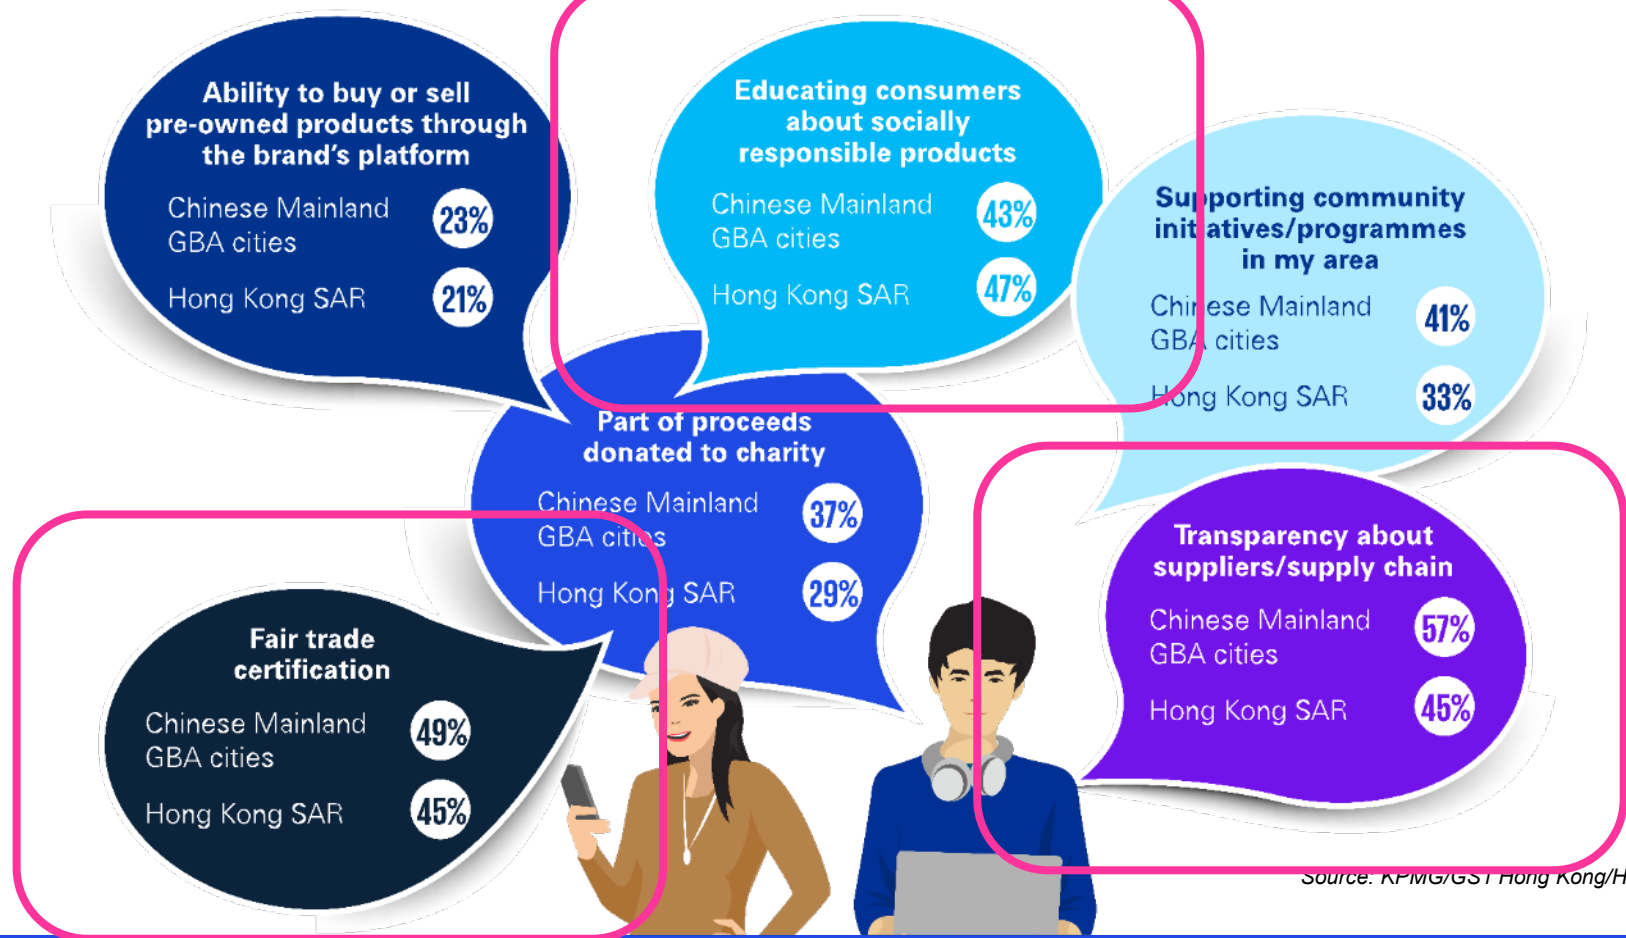 Ability to buy or sell
pre-owned products through
the brand's platform
Chinese Mainland
GBA cities
23%
Hong Kong SAR
21%
Educating consumers
about socially
responsible products
Chinese Mainland
GBA cities
43%
Hong Kong SAR
47%
Supporting community
initiatives/programmes
in my area
Chinese Mainland
GBA cities
41%
Hong Kong SAR
33%
Part of proceeds
donated to charity
Chinese Mainland
GBA cities
37%
Hong Kong SAR
29%
Transparency about
suppliers/supply chain
Chinese Mainland
GBA cities
57%
Hong Kong SAR
45%
Fair trade
certification
Chinese Mainland
GBA cities
49%
Hong Kong SAR
45%
Source: KPMG/GS1 Hong Kong/H